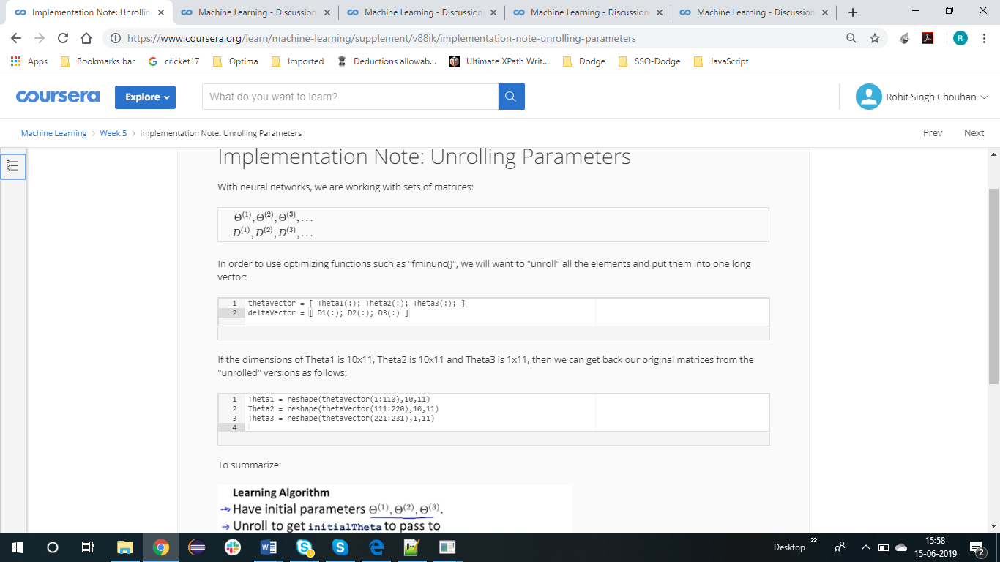 Implementation Note: Unrollin
Machine Learning - Discussion
Machine Learning - Discussion
Machine Learning - Discussion
Machine Learning - Discussion
https://www.coursera.org/learn/machine-learning/supplement/v88ik/implementation-note-unrolling-parameters
R
Apps
Bookmarks bar
G cricket17
Optima
Imported
Deductions allowab...
Ultimate XPath Writ...
Dodge
SSO-Dodge
JavaScript
coursera
Explore
What do you want to learn?
Rohit Singh Chouhan
Machine Learning > Week 5 > Implementation Note: Unrolling Parameters
Prev
Next
Implementation Note: Unrolling Parameters
With neural networks, we are working with sets of matrices:
Θ(1), Θ(2), Θ(3), ...
D(1), D(2), D(3), ...
In order to use optimizing functions such as "fminunc()", we will want to "unroll" all the elements and put them into one long
vector:
1 thetaVector = [ Theta1(:); Theta2(:); Theta3(:); ]
2 deltaVector = [ D1(:); D2(:); D3(:) ]
If the dimensions of Theta1 is 10x11, Theta2 is 10x11 and Theta3 is 1x11, then we can get back our original matrices from the
"unrolled" versions as follows:
1 Theta1 = reshape(thetaVector(1:110),10,11)
2 Theta2 = reshape(thetaVector(111:220),10,11)
3 Theta3 = reshape(thetaVector(221:231),1,11)
4
To summarize:
Learning Algorithm
→ Have initial parameters Θ(1), Θ(2), Θ(3).
→ Unroll to get initialTheta to pass to
Desktop
15:58
15-06-2019
2